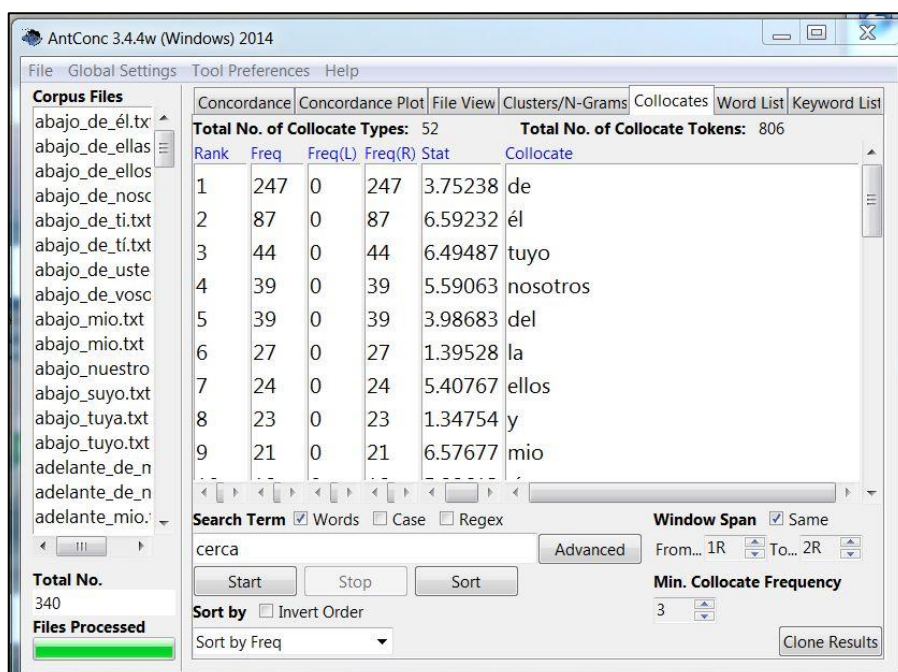 AntConc 3.4.4w (Windows) 2014
File Global Settings Tool Preferences Help
Corpus Files
abajo_de_él.tx
abajo_de_ellas
abajo_de_ellos
abajo_de_nosc
abajo_de_ti.txt
abajo_de_tí.txt
abajo_de_uste
abajo_de_vosc
abajo_mio.txt
abajo_mio.txt
abajo_nuestro
abajo_suyo.txt
abajo_tuya.txt
abajo_tuyo.txt
adelante_de_n
adelante_de_n
adelante_mio.
Total No.
340
Files Processed
Concordance Concordance Plot File View Clusters/N-Grams Collocates Word List Keyword List
Total No. of Collocate Types: 52 Total No. of Collocate Tokens: 806
Rank Freq Freq(L) Freq(R) Stat Collocate
1 247 0 247 3.75238 de
2 87 0 87 6.59232 él
3 44 0 44 6.49487 tuyo
4 39 0 39 5.59063 nosotros
5 39 0 39 3.98683 del
6 27 0 27 1.39528 la
7 24 0 24 5.40767 ellos
8 23 0 23 1.34754 y
9 21 0 21 6.57677 mio
Search Term Words Case Regex Window Span Same
cerca Advanced From... 1R To... 2R
Start Stop Sort Min. Collocate Frequency
Sort by Invert Order 3
Sort by Freq Clone Results